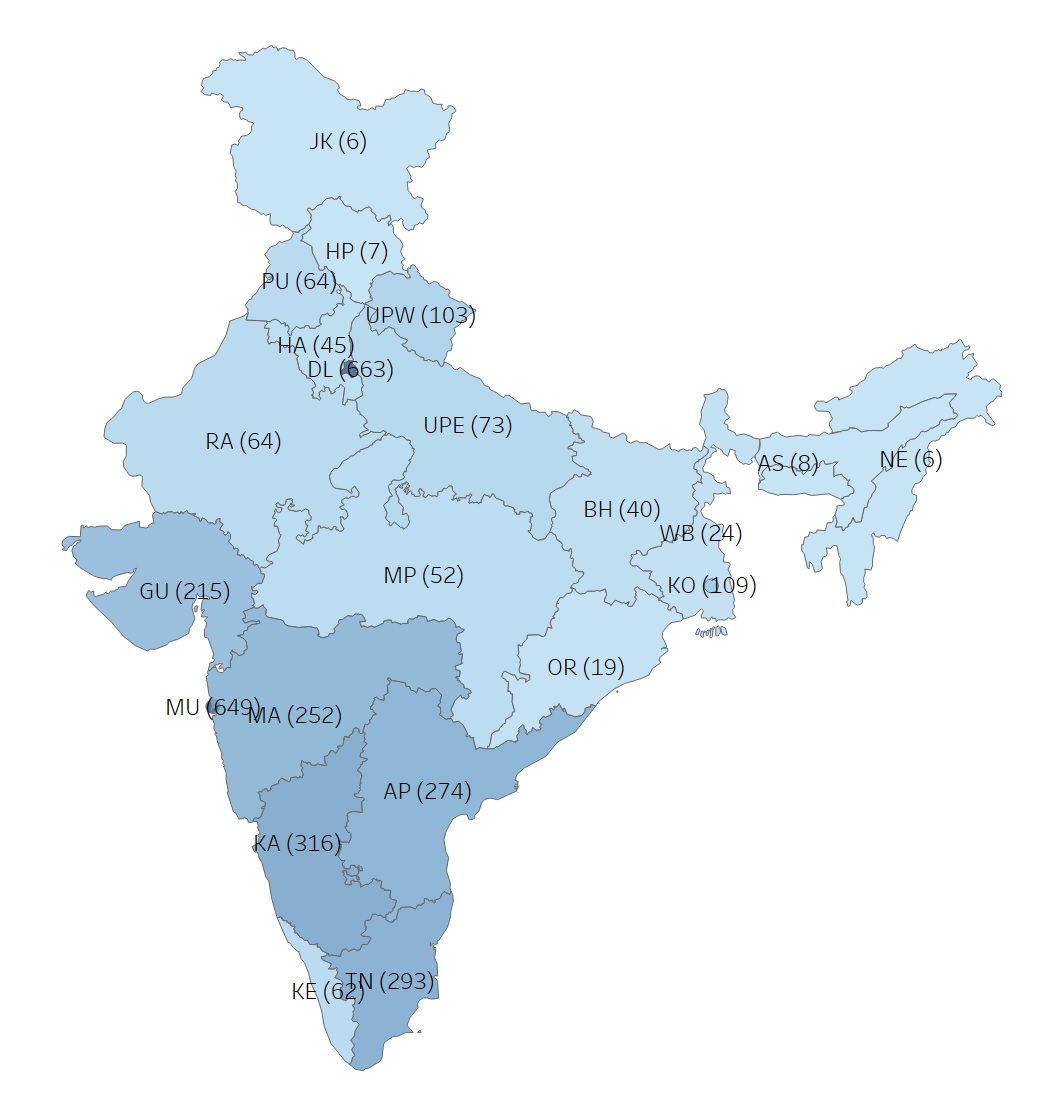 JK (6)
HP (7)
PU (64)
UPW (103)
HA (45)
DL (663)
UPE (73)
RA (64)
AS (8)
NE (6)
BH (40)
WB (24)
MP (52)
KO (109)
GU (215)
OR (19)
MU (649)
MA (252)
AP (274)
KA (316)
TN (293)
KE (62)